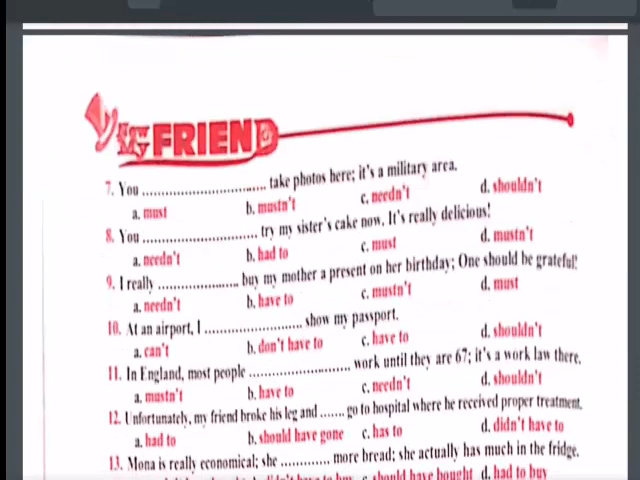 My FRIEND
7. You ................................ take photos here; it's a military area.
a. must b. mustn't c. needn't d. shouldn't
8. You .............................. try my sister's cake now. It's really delicious!
a. needn't b. had to c. must d. mustn't
9. I really ..................... buy my mother a present on her birthday; One should be grateful!
a. needn't b. have to c. mustn't d. must
10. At an airport, I ......................... show my passport.
a. can't b. don't have to c. have to d. shouldn't
11. In England, most people .......................... work until they are 67; it's a work law there.
a. mustn't b. have to c. needn't d. shouldn't
12. Unfortunately, my friend broke his leg and ....... go to hospital where he received proper treatment.
a. had to b. should have gone c. has to d. didn't have to
13. Mona is really economical; she ............. more bread; she actually has much in the fridge.
c. should have bought d. had to buy